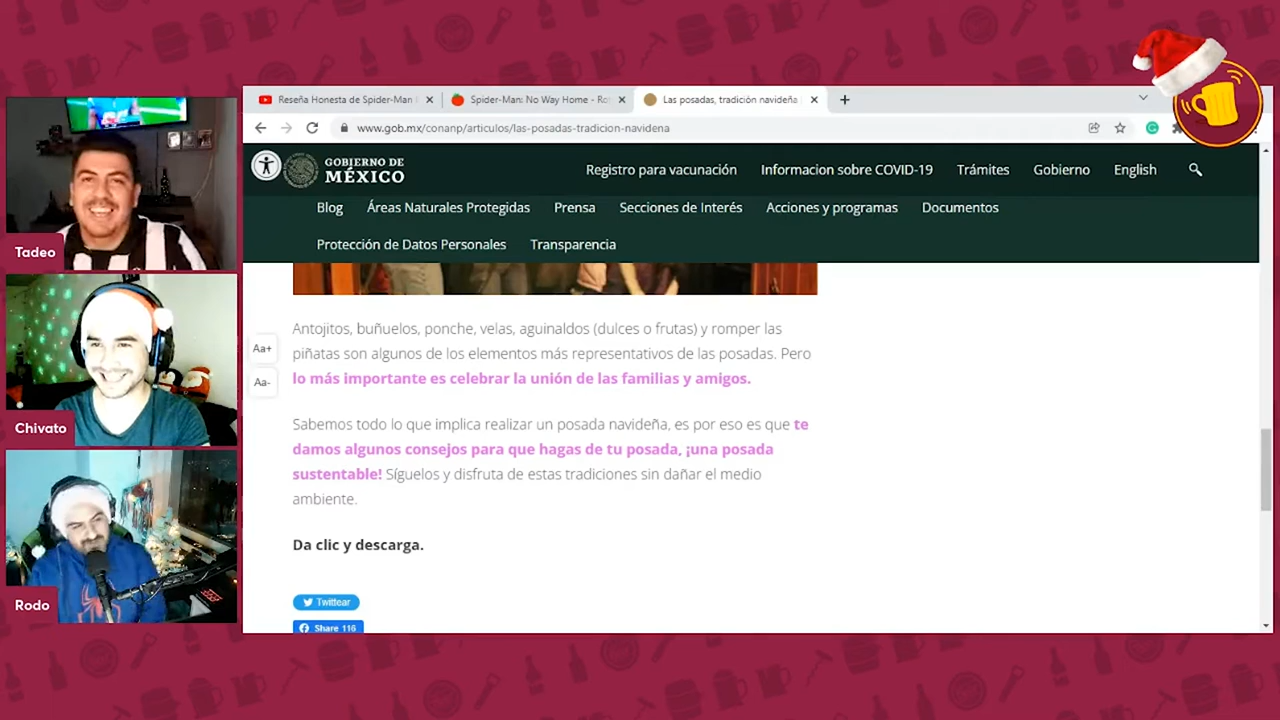 Reseña Honesta de Spider-Man
Spider-Man: No Way Home - Ro
Las posadas, tradición navideña
www.gob.mx/conanp/articulos/las-posadas-tradicion-navidena
GOBIERNO DE
MÉXICO
Registro para vacunación
Informacion sobre COVID-19
Trámites
Gobierno
English
Blog
Áreas Naturales Protegidas
Prensa
Secciones de Interés
Acciones y programas
Documentos
Protección de Datos Personales
Transparencia
Antojitos, buñuelos, ponche, velas, aguinaldos (dulces o frutas) y romper las
piñatas son algunos de los elementos más representativos de las posadas. Pero
lo más importante es celebrar la unión de las familias y amigos.
Aa+
Aa-
Sabemos todo lo que implica realizar un posada navideña, es por eso es que te
damos algunos consejos para que hagas de tu posada, ¡una posada
sustentable! Síguelos y disfruta de estas tradiciones sin dañar el medio
ambiente.
Da clic y descarga.
Twittear
Share 116
Tadeo
Chivato
Rodo